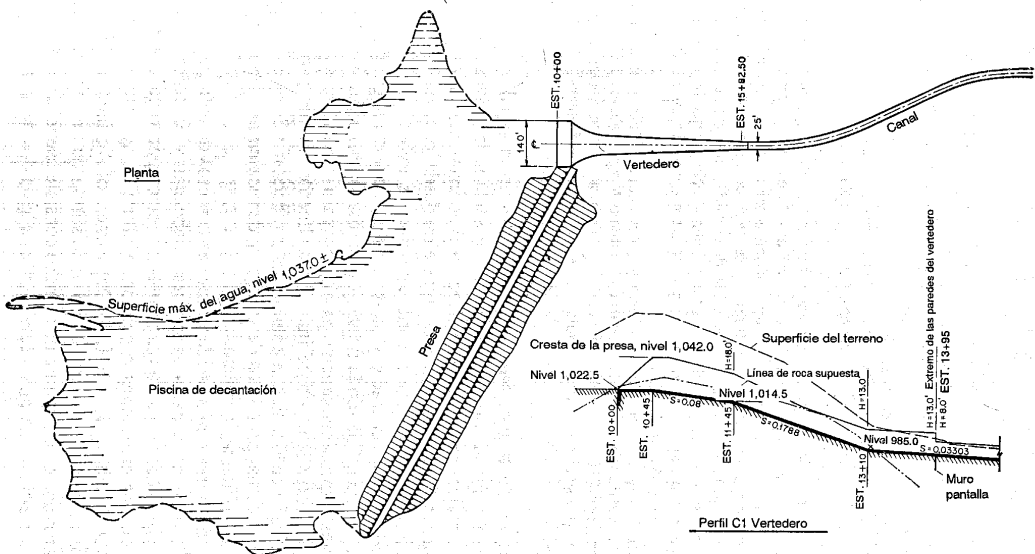 Planta
EST. 10+00
140'
Vertedero
EST. 15+82.50
25'
Canal
Superficie máx. del agua, nivel 1,037.0 ±
Presa
Piscina de decantación
Cresta de la presa, nivel 1,042.0
Superficie del terreno
Nivel 1,022.5
H=18.0'
Línea de roca supuesta
Nivel 1,014.5
H=13.0'
H=13.0' Extremo de las paredes del vertedero
H=8.0' EST. 13+95
S=0.08
S=0.1788
Nival 985.0
S=0.03303
EST. 10+00
EST. 10+45
EST. 11+45
EST. 13+10
Muro
pantalla
Perfil C1 Vertedero